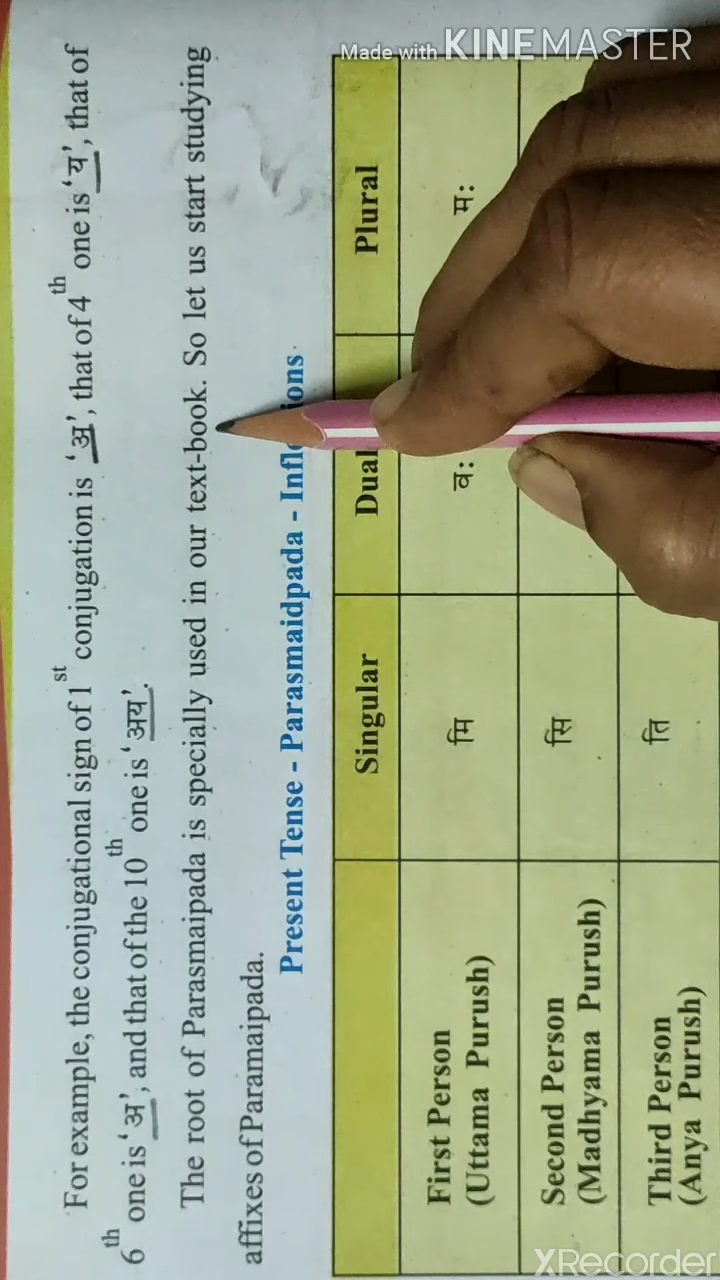 Made with KINEMASTER
For example, the conjugational sign of 1st conjugation is 'अ', that of 4th one is 'य', that of
6th one is 'अ', and that of the 10th one is 'अय'.
The root of Parasmaipada is specially used in our text-book. So let us start studying
affixes of Paramaipada.
Present Tense - Parasmaidpada -
Singular Dual Plural
First Person मि वः मः
(Uttama Purush)
Second Person सि
(Madhyama Purush)
Third Person ति
(Anya Purush)
XRecorder